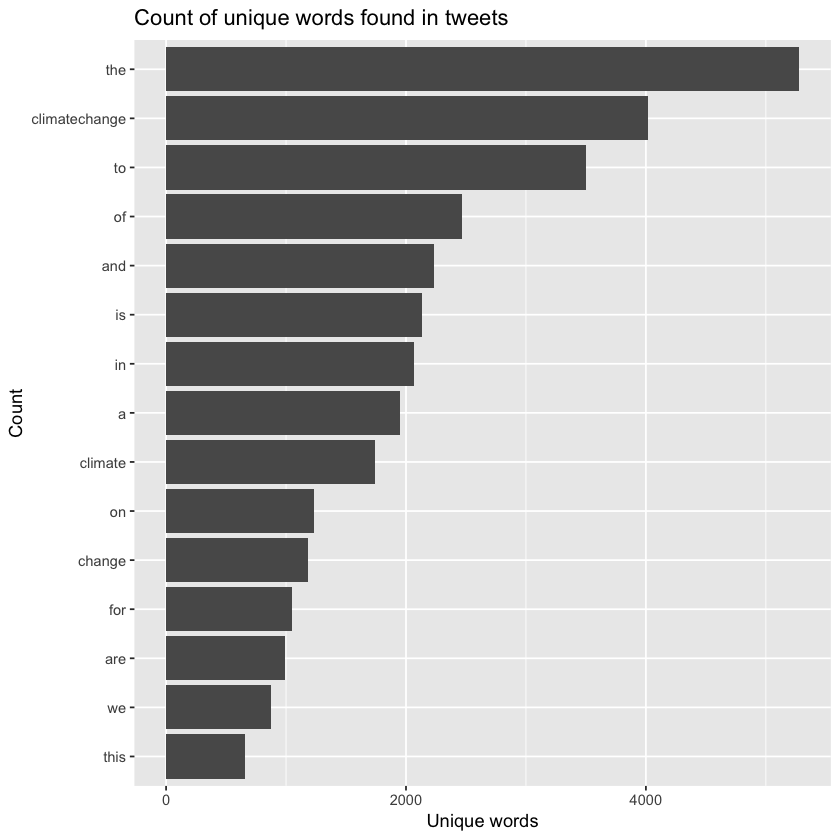 Count of unique words found in tweets
the
climatechange
to
of
and
is
in
a
climate
on
change
for
are
we
this
Count
0 2000 4000
Unique words